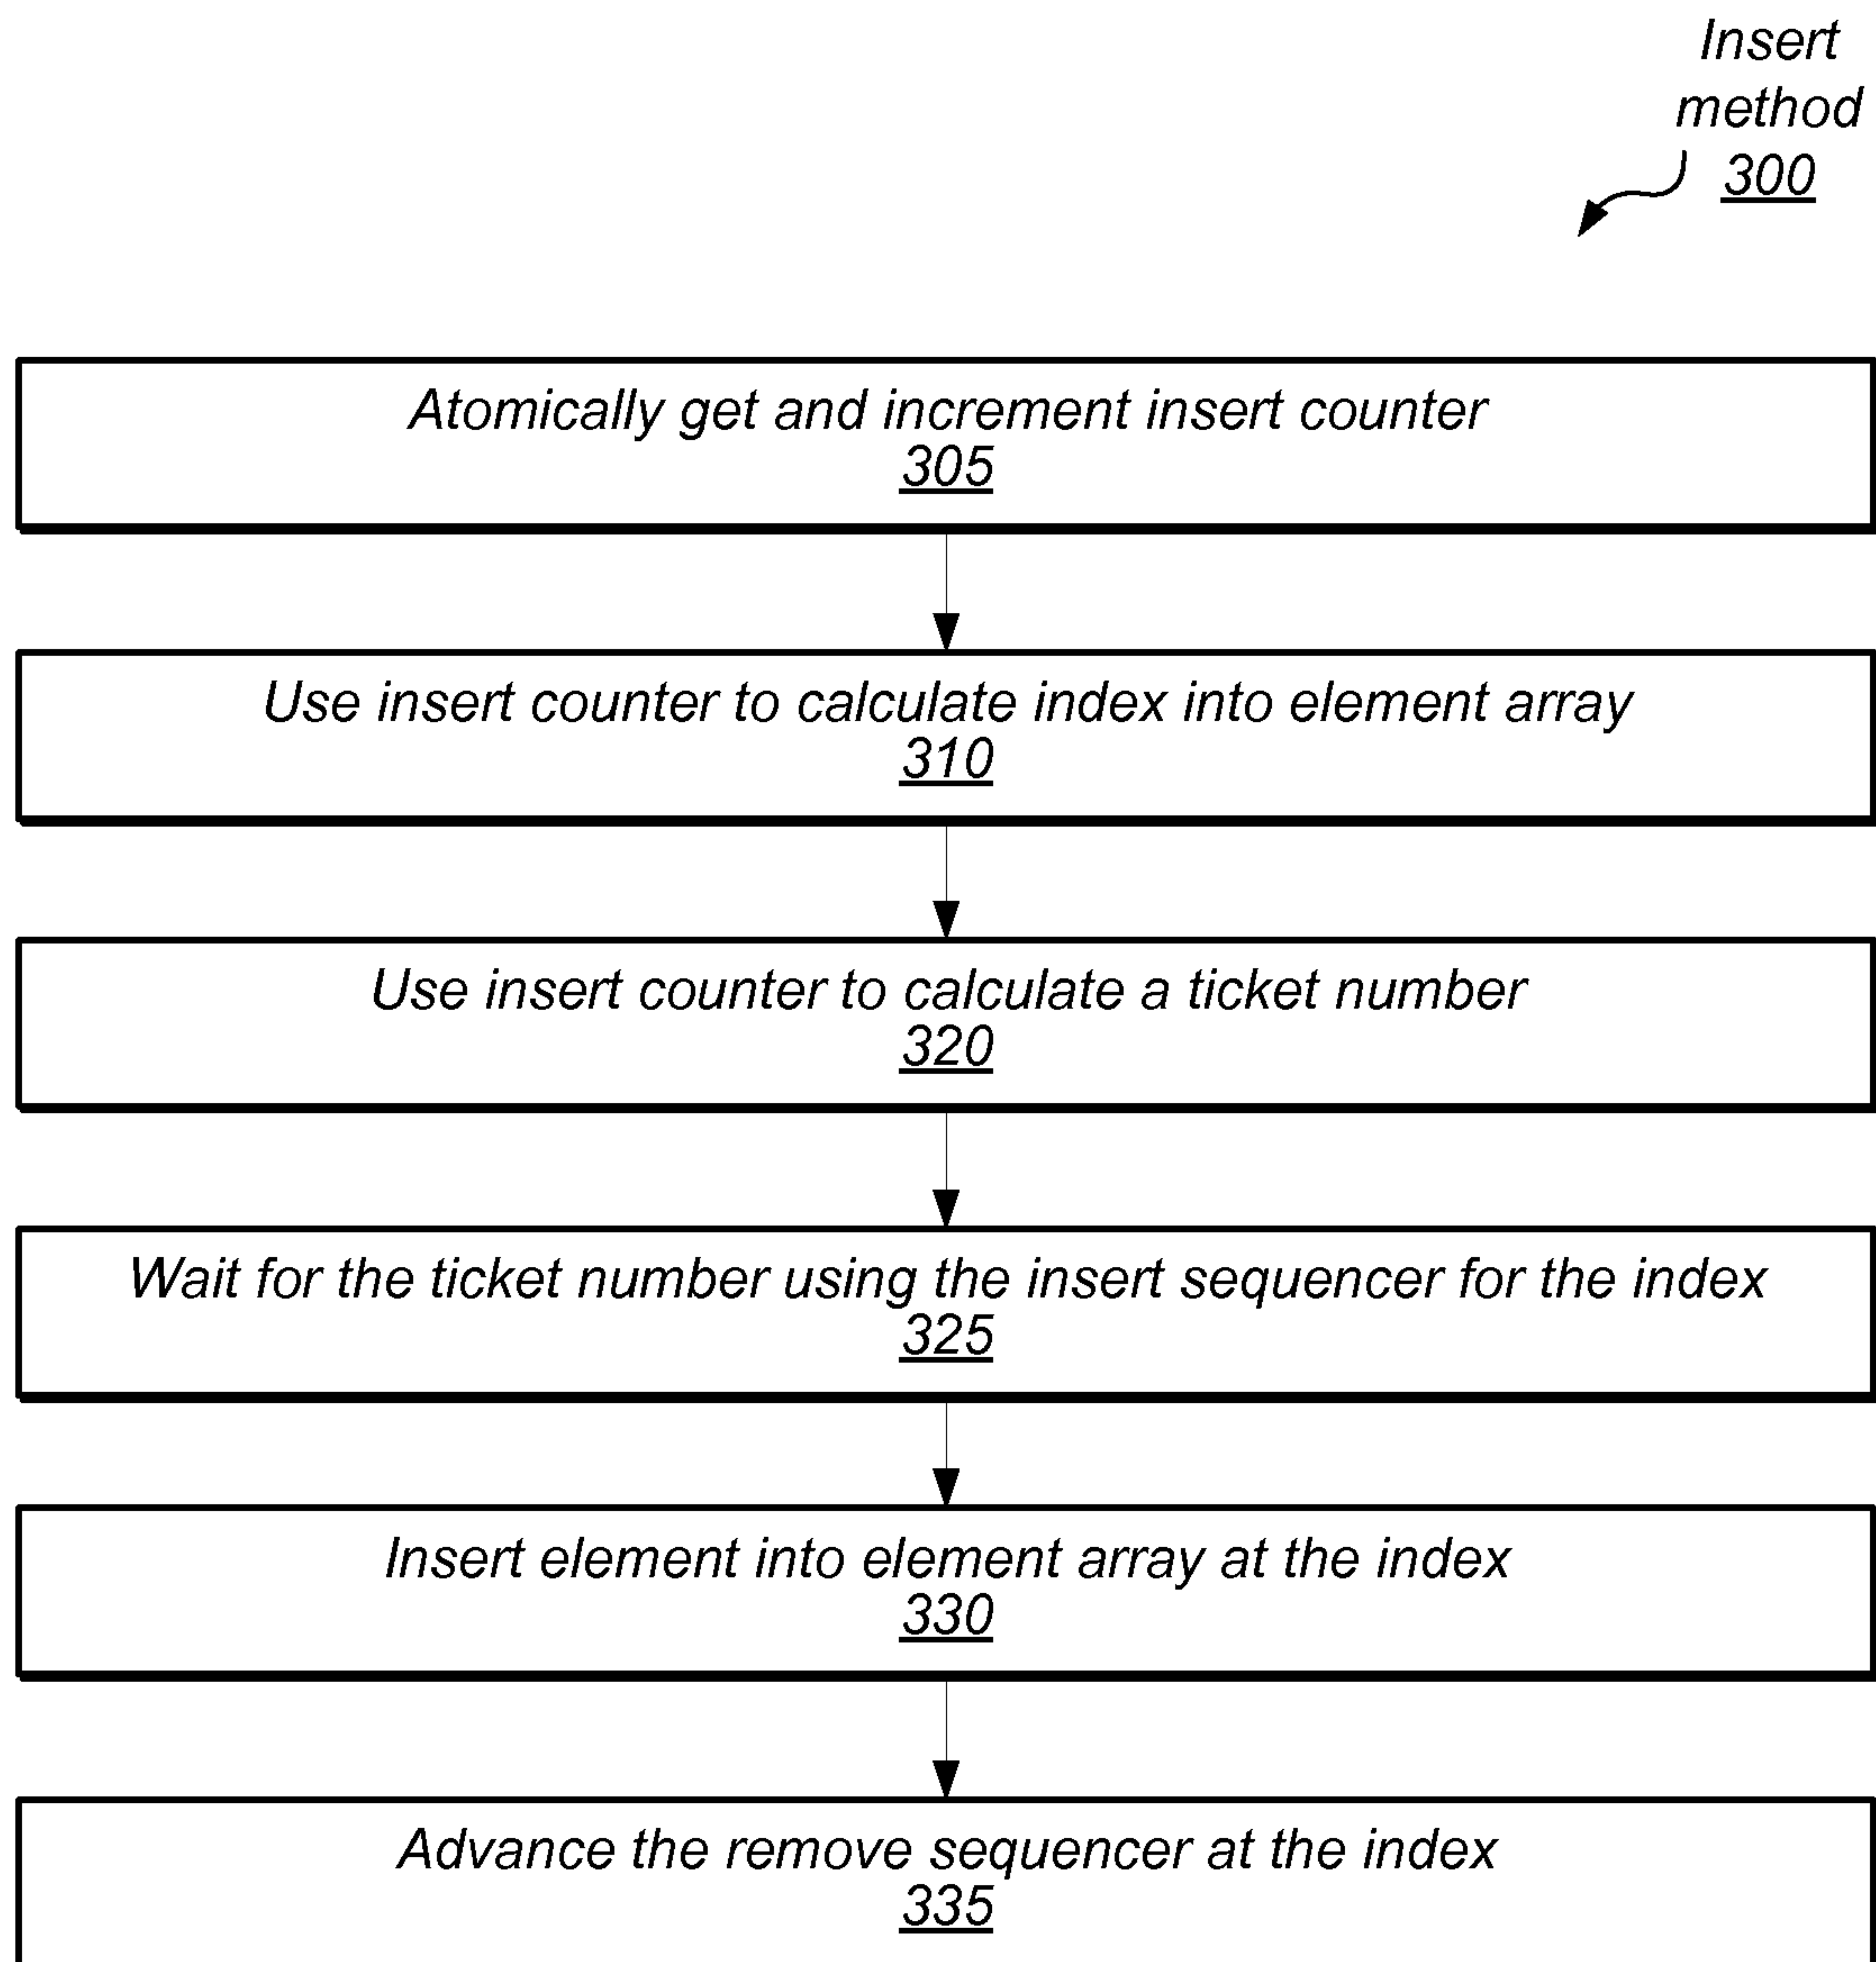 Insert
method
300
Atomically get and increment insert counter
305
Use insert counter to calculate index into element array
310
Use insert counter to calculate a ticket number
320
Wait for the ticket number using the insert sequencer for the index
325
Insert element into element array at the index
330
Advance the remove sequencer at the index
335